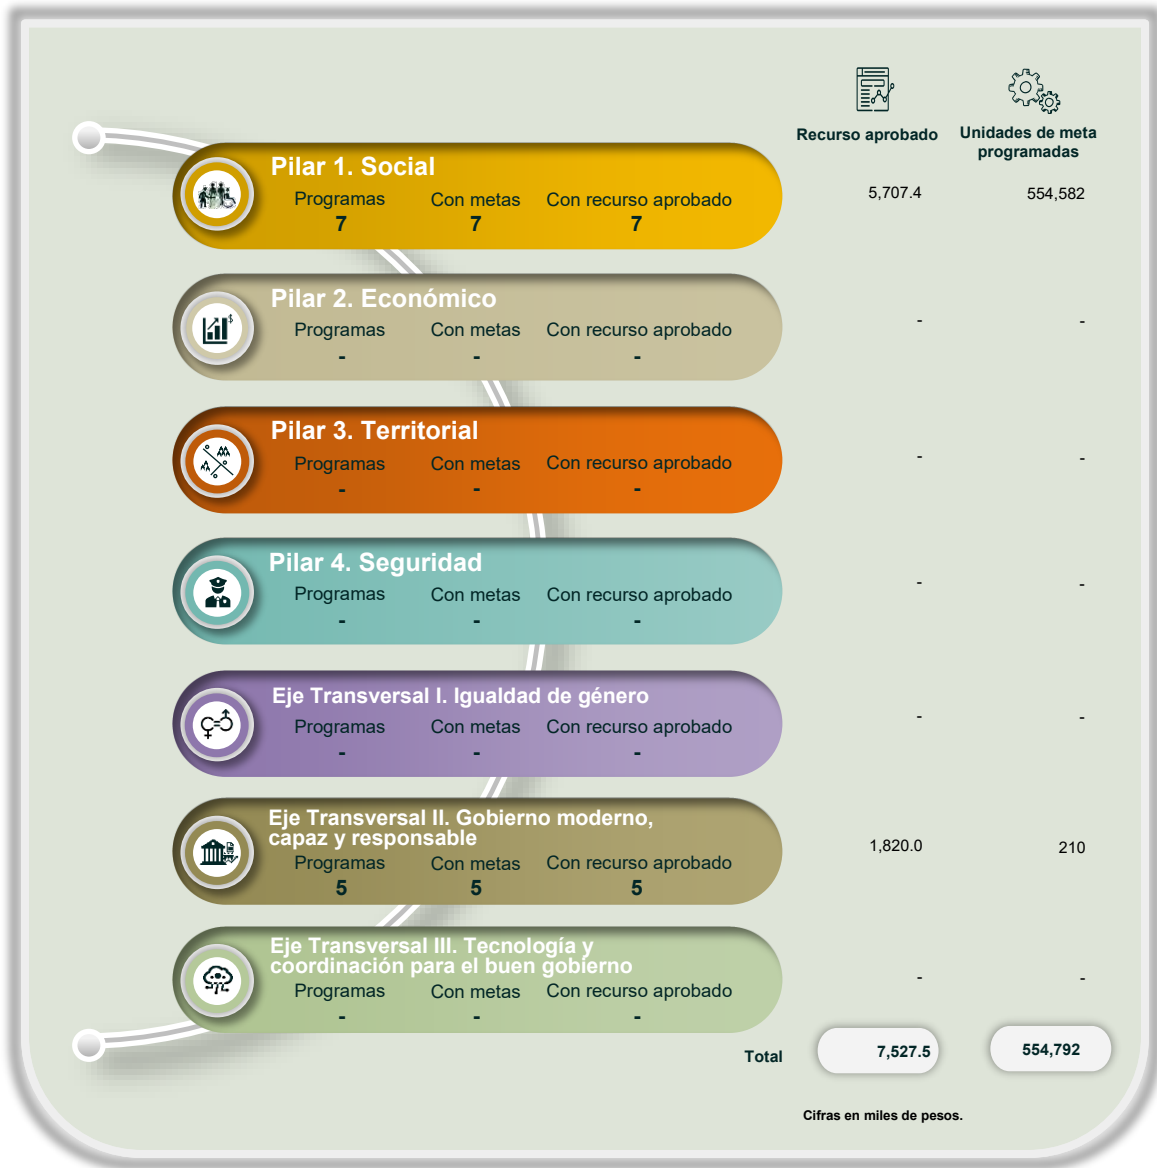 Recurso aprobado
Unidades de meta
programadas
Pilar 1. Social
Programas Con metas Con recurso aprobado
7 7 7
5,707.4 554,582
Pilar 2. Económico
Programas Con metas Con recurso aprobado
- - -
- -
Pilar 3. Territorial
Programas Con metas Con recurso aprobado
- - -
- -
Pilar 4. Seguridad
Programas Con metas Con recurso aprobado
- - -
- -
Eje Transversal I. Igualdad de género
Programas Con metas Con recurso aprobado
- - -
- -
Eje Transversal II. Gobierno moderno,
capaz y responsable
Programas Con metas Con recurso aprobado
5 5 5
1,820.0 210
Eje Transversal III. Tecnología y
coordinación para el buen gobierno
Programas Con metas Con recurso aprobado
- - -
- -
Total 7,527.5 554,792
Cifras en miles de pesos.